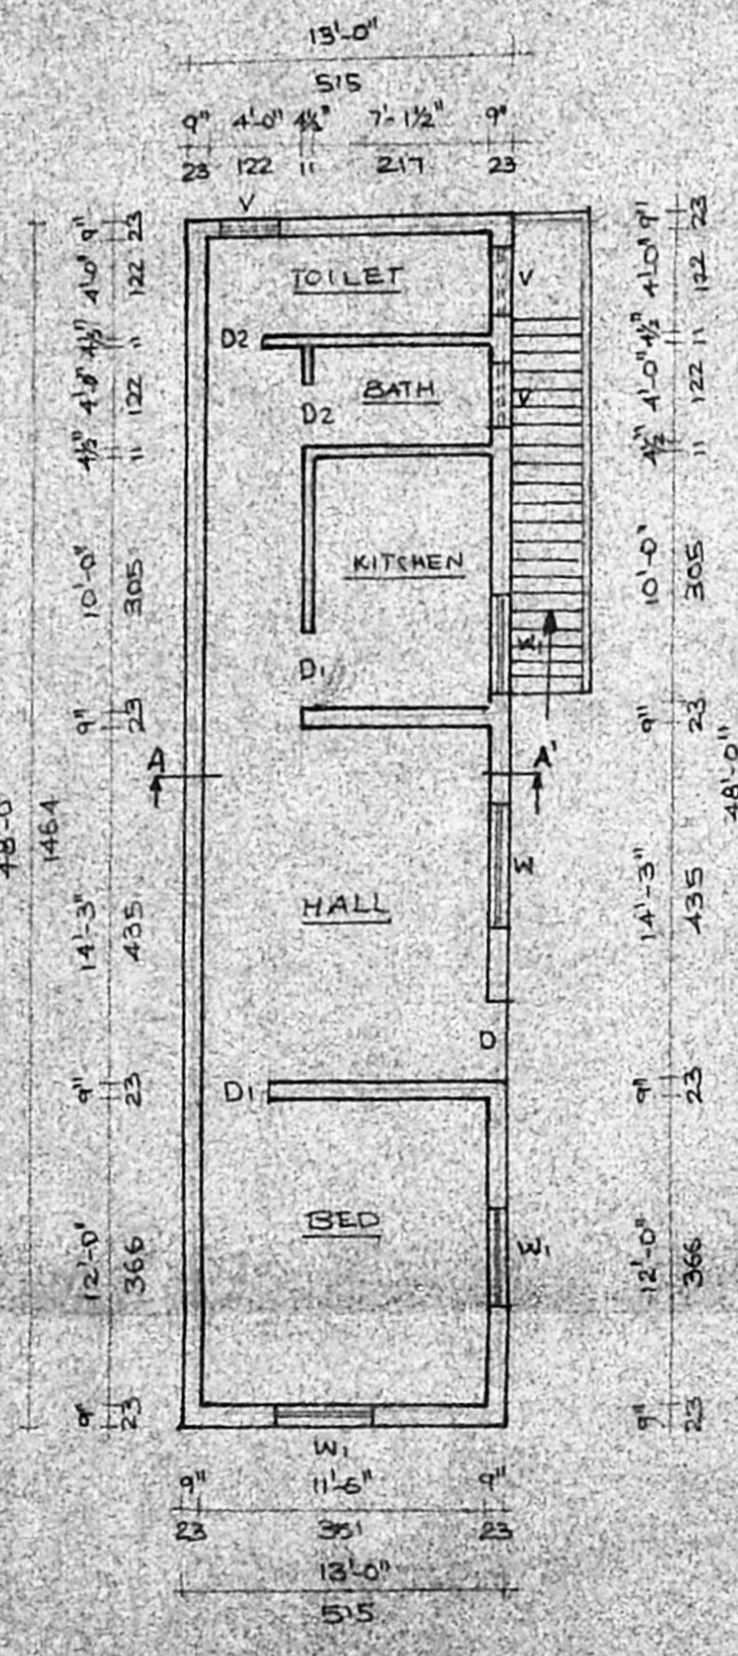 13'-0"
515
9" 4'-0" 4½" 7'-1½" 9"
23 122 11 217 23
V
9" 23
4'-0" 122
4½" 11
4'-0" 122
4½" 11
10'-0" 305
9" 23
14'-3" 435
9" 23
12'-0" 366
9" 23
48'-0"
1464
TOILET
V
D2
BATH
V
D2
KITCHEN
W1
D1
A A'
HALL
W
D
D1
BED
W1
W1
9" 23
4'-0" 122
4½" 11
4'-0" 122
4½" 11
10'-0" 305
9" 23
14'-3" 435
9" 23
12'-0" 366
9" 23
48'-0"
9" 11'-6" 9"
23 351 23
13'-0"
515